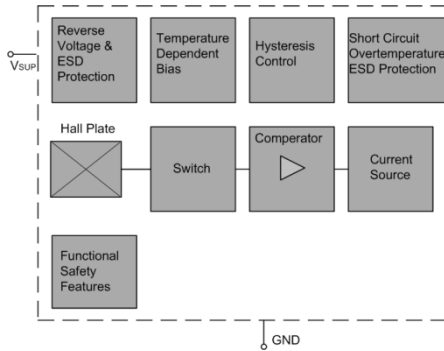 Reverse
Voltage &
ESD
Protection
Temperature
Dependent
Bias
Hysteresis
Control
Short Circuit
Overtemperature
ESD Protection
VSUP
Hall Plate
Switch
Comperator
Current
Source
Functional
Safety
Features
GND